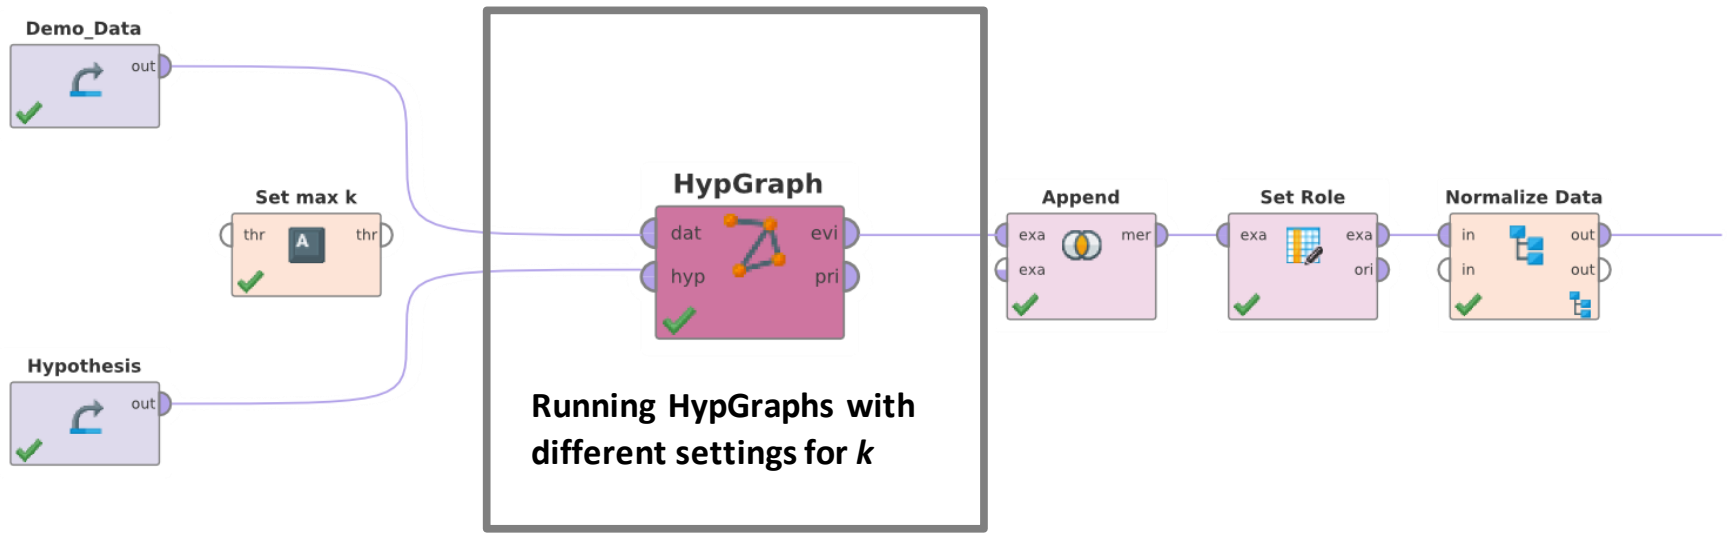 Demo_Data
out
Set max k
thr thr
A
Hypothesis
out
HypGraph
dat evi
hyp pri
Running HypGraphs with
different settings for k
Append
exa mer
exa
Set Role
exa exa
ori
Normalize Data
in out
in out